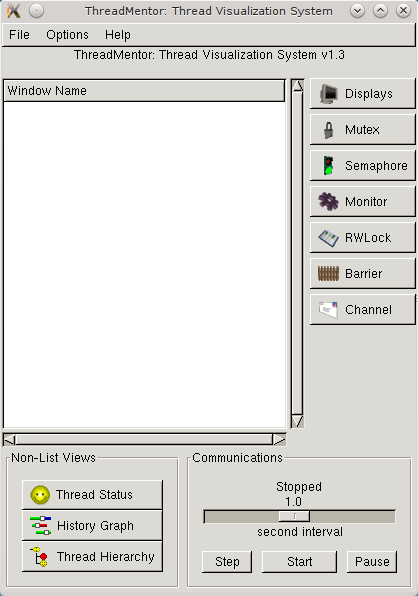 ThreadMentor: Thread Visualization System
File Options Help
ThreadMentor: Thread Visualization System v1.3
Window Name
Displays
Mutex
Semaphore
Monitor
RWLock
Barrier
Channel
Non-List Views
Thread Status
History Graph
Thread Hierarchy
Communications
Stopped
1.0
second interval
Step Start Pause